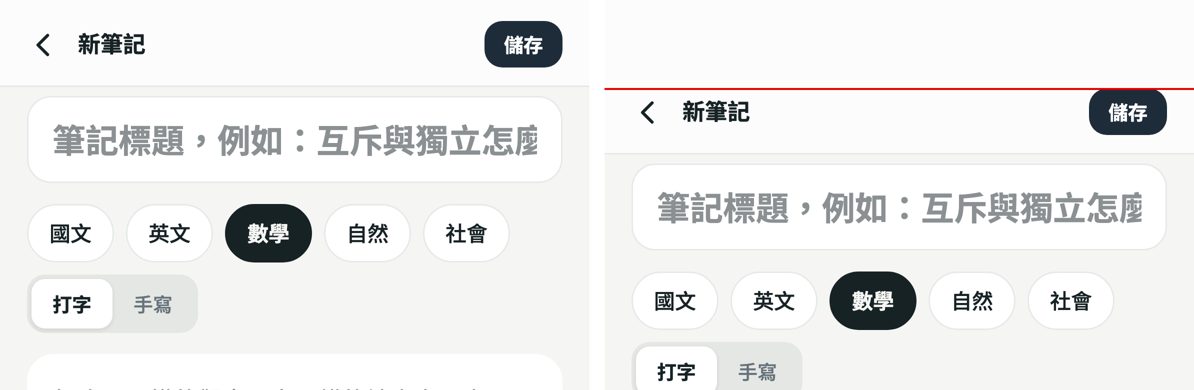 新筆記
儲存
筆記標題，例如：互斥與獨立怎
國文
英文
數學
自然
社會
打字
手寫
新筆記
儲存
筆記標題，例如：互斥與獨立怎
國文
英文
數學
自然
社會
打字
手寫